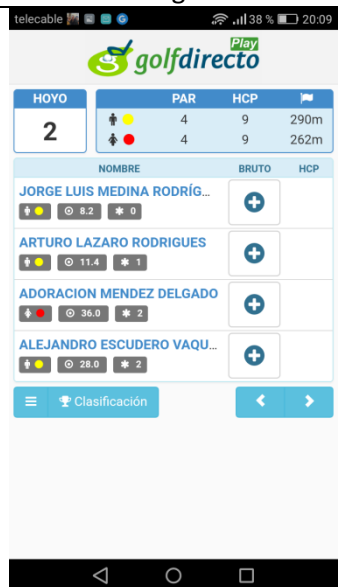 telecable 38 % 20:09
golfdirecto Play
HOYO PAR HCP
2 4 9 290m
4 9 262m
NOMBRE BRUTO HCP
JORGE LUIS MEDINA RODRÍG...
8.2 0
ARTURO LAZARO RODRIGUES
11.4 1
ADORACION MENDEZ DELGADO
36.0 2
ALEJANDRO ESCUDERO VAQU...
28.0 2
Clasificación